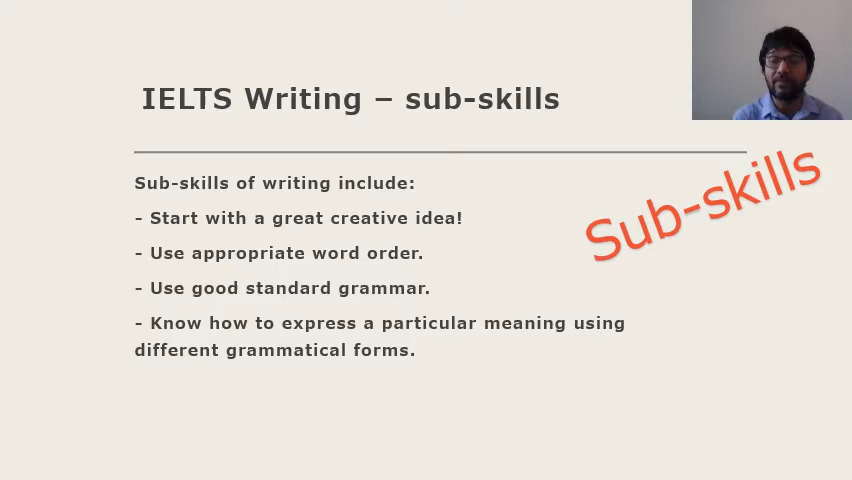 IELTS Writing – sub-skills
Sub-skills of writing include:
- Start with a great creative idea!
- Use appropriate word order.
- Use good standard grammar.
- Know how to express a particular meaning using
different grammatical forms.
Sub-skills